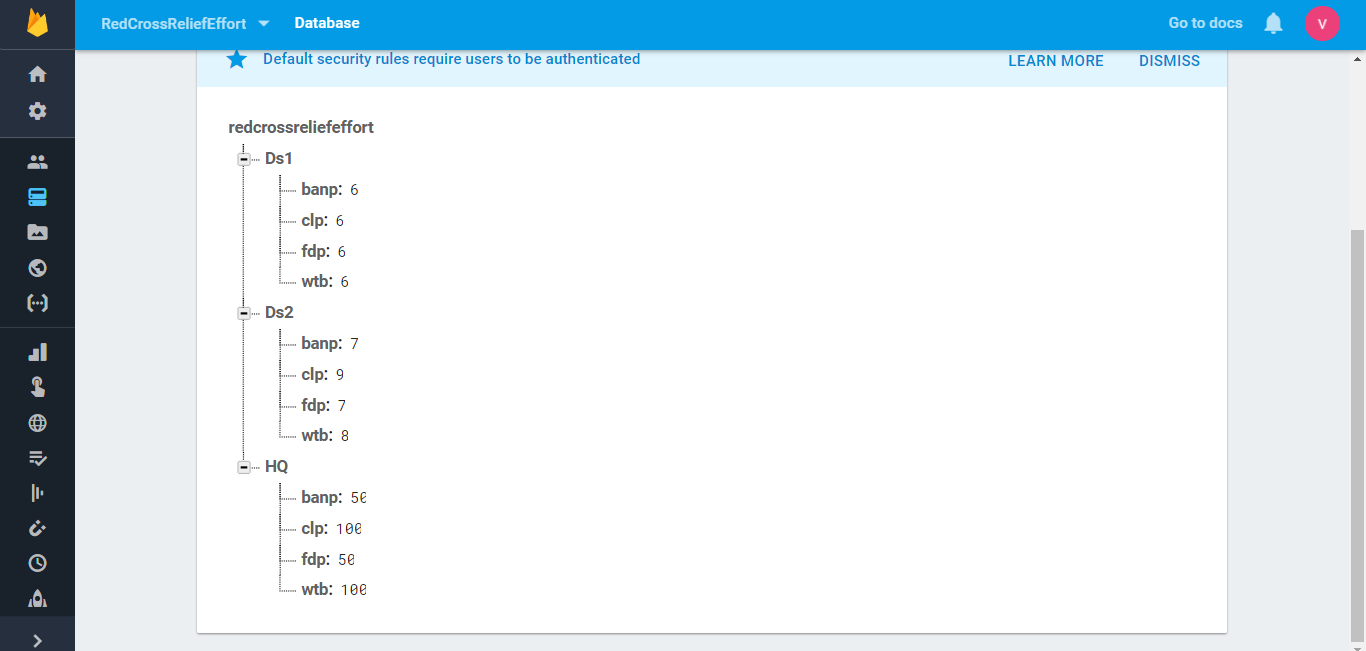 RedCrossReliefEffort Database Go to docs V
Default security rules require users to be authenticated LEARN MORE DISMISS
redcrossreliefeffort
Ds1
banp: 6
clp: 6
fdp: 6
wtb: 6
Ds2
banp: 7
clp: 9
fdp: 7
wtb: 8
HQ
banp: 50
clp: 100
fdp: 50
wtb: 100